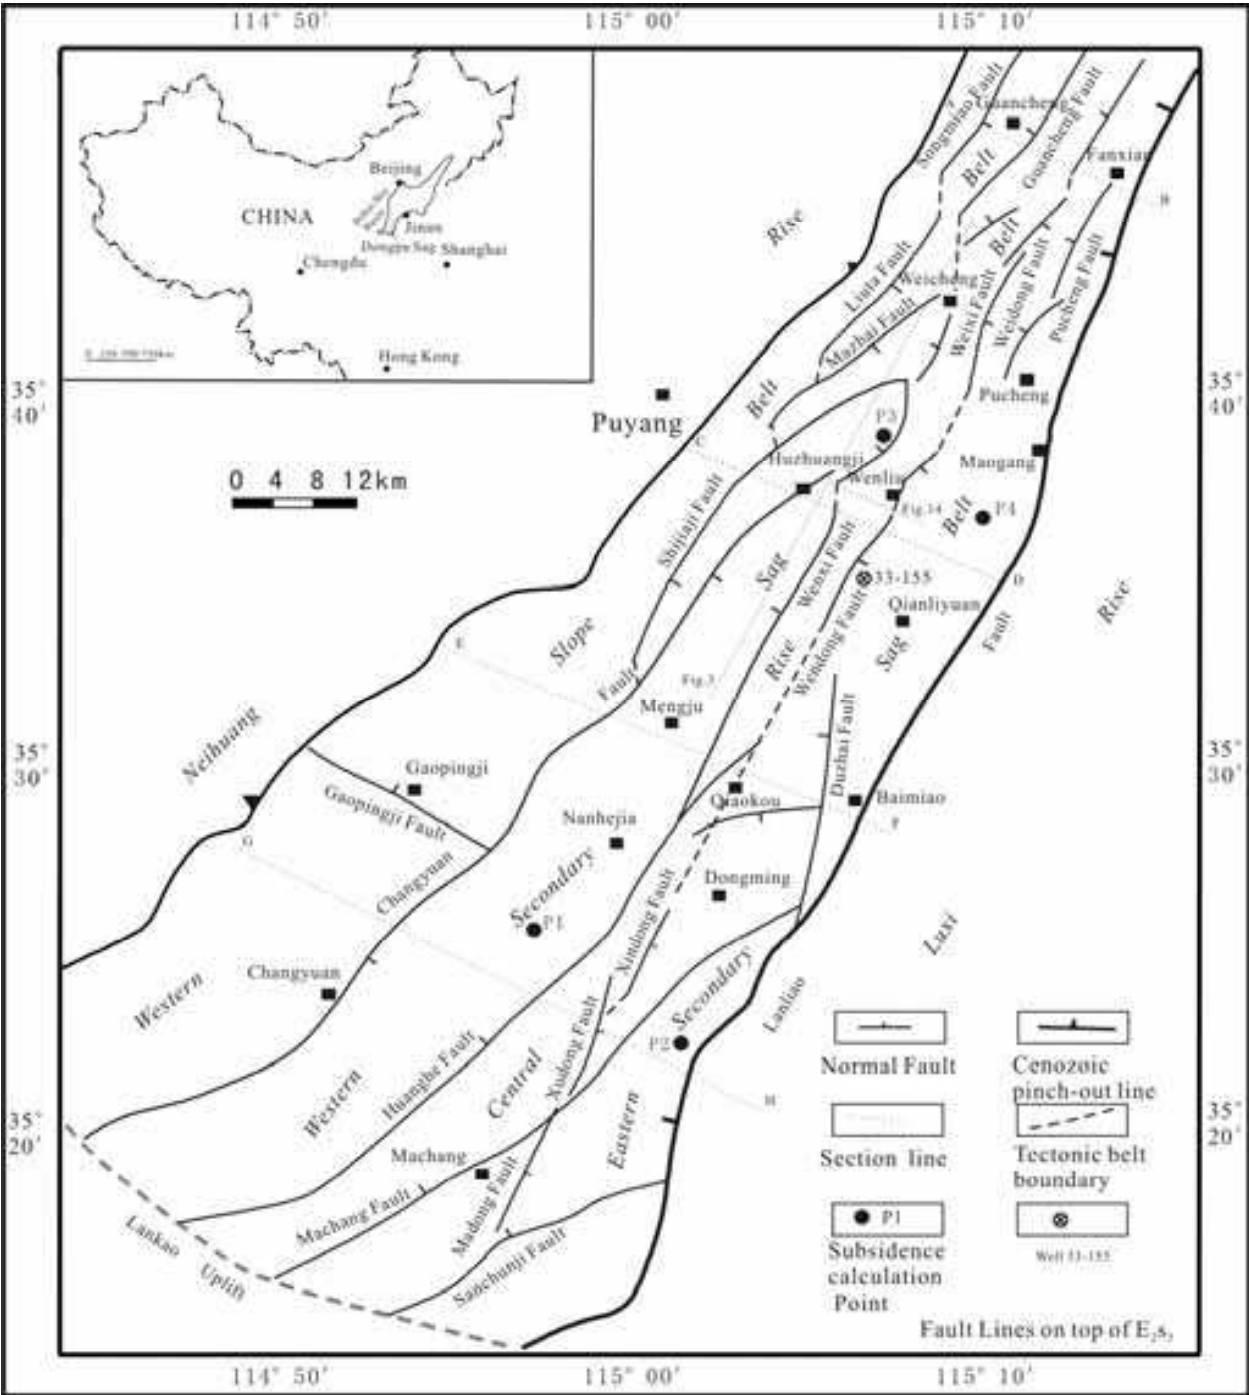 114° 50′
115° 00′
115° 10′
Beijing
CHINA
Jinan
Dongpu Sag
Shanghai
Chengdu
Hong Kong
Songmiao Fault
A
Guancheng
Guancheng Fault
Belt
Fanxian
B
Rise
Belt
Liuta Fault
Weicheng
Mazhai Fault
Weixi Fault
Weidong Fault
Pucheng Fault
35°
40′
35°
40′
Puyang
Belt
Pucheng
P3
C
Huzhuangji
Wenliu
Maogang
0 4 8 12km
Shijiaji Fault
Fig.14
Belt
P4
Sag
Wenxi Fault
33-155
D
Qianliyuan
Rise
Slope
E
Rise
Wendong Fault
Sag
Fault
Fault
Fig.3
Mengju
Neihuang
35°
30′
35°
30′
Gaopingji
Gaopingji Fault
Duzhai Fault
Qiaokou
Baimiao
F
Nanhejia
G
Changyuan
Secondary
Dongming
P1
Xindong Fault
Luxi
Western
Changyuan
Secondary
Lanliao
P2
Xudong Fault
Huanghe Fault
Central
H
Western
Eastern
35°
20′
35°
20′
Machang
Machang Fault
Madong Fault
Sanchunji Fault
Lankao
Uplift
Normal Fault
Cenozoic
pinch-out line
Section line
Tectonic belt
boundary
P1
Subsidence
calculation
Point
Well 33-155
Fault Lines on top of E₂s₃
114° 50′
115° 00′
115° 10′